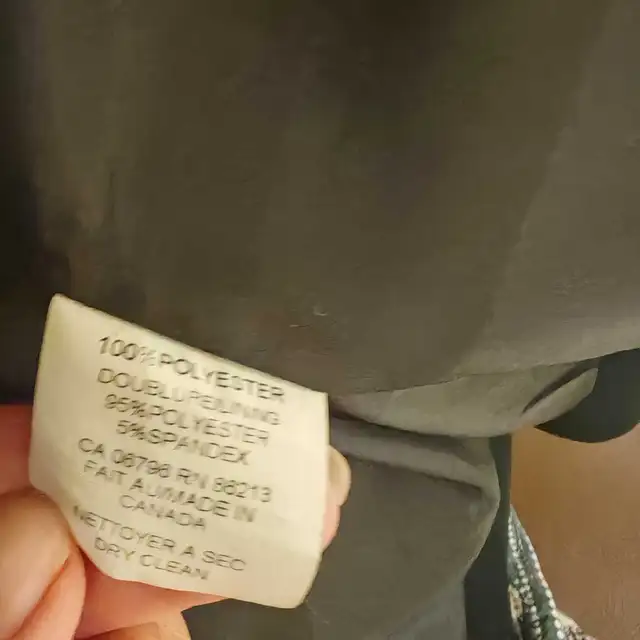 100% POLYESTER
DOUBLURE/LINING
95% POLYESTER
5% SPANDEX
CA 06798 RN 88213
FAIT AU/MADE IN
CANADA
NETTOYER A SEC
DRY CLEAN